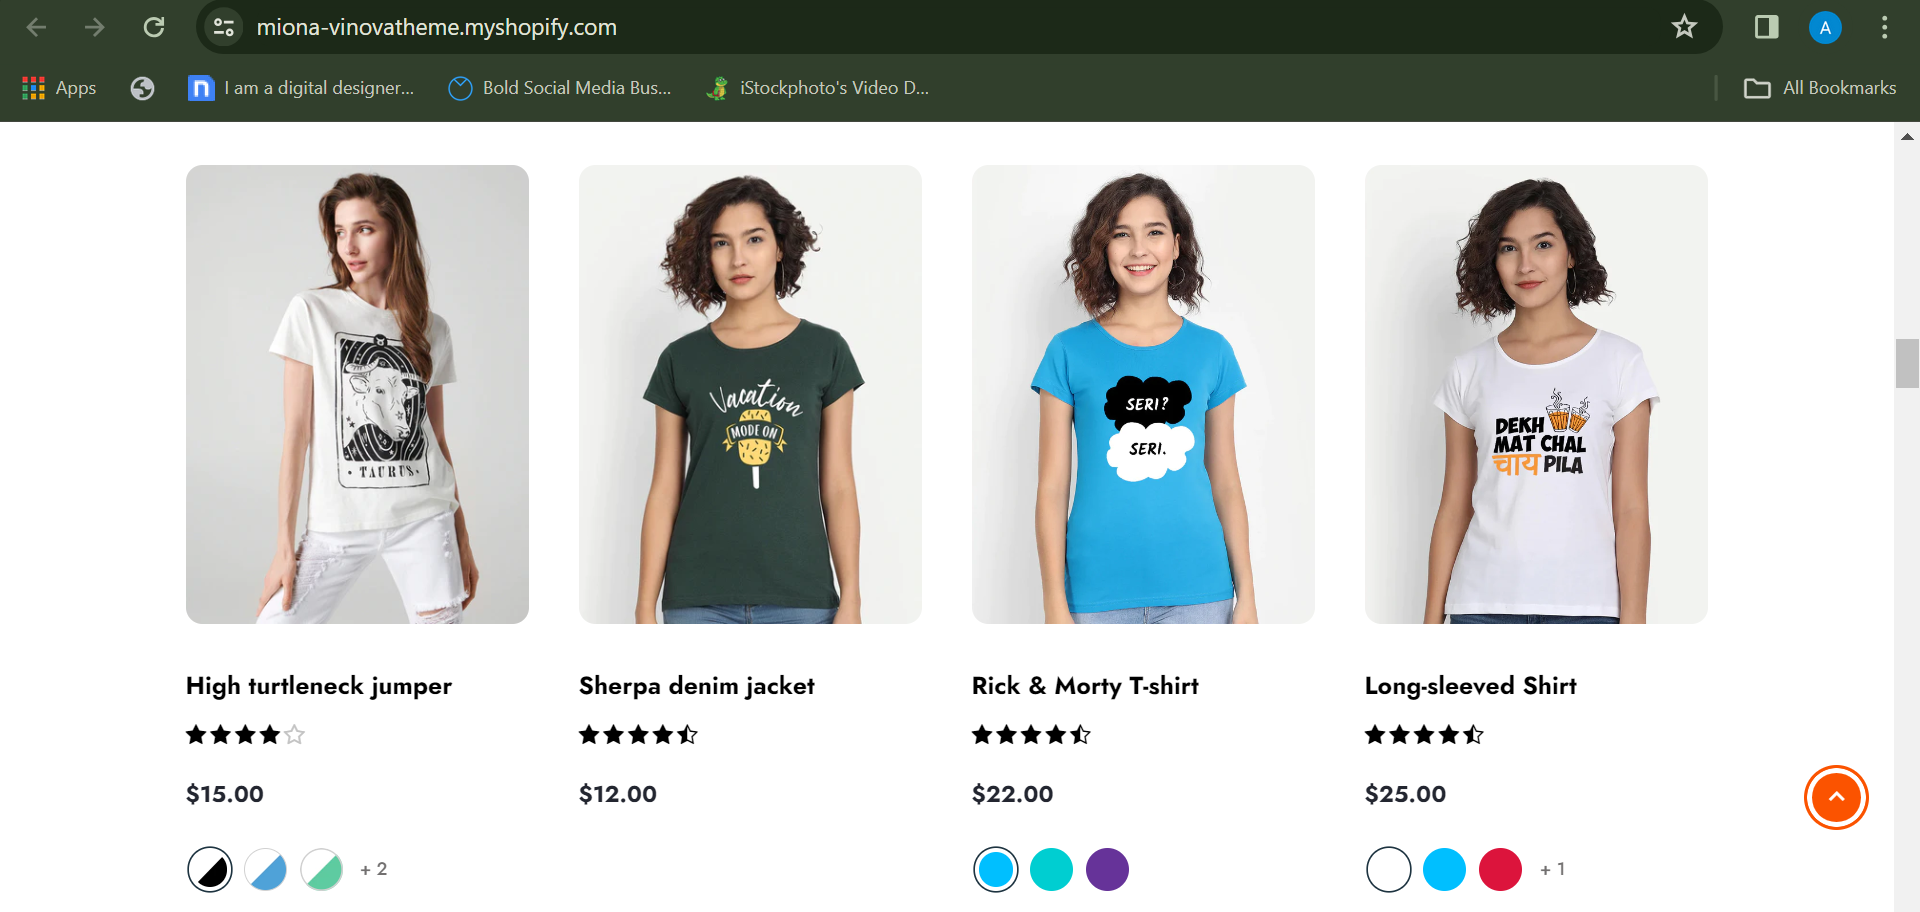 miona-vinovatheme.myshopify.com
A
Apps
I am a digital designer...
Bold Social Media Bus...
iStockphoto's Video D...
All Bookmarks
· TAURUS ·
Vacation
MODE ON
SERI?
SERI.
DEKH
MAT CHAL
चाय PILA
High turtleneck jumper
Sherpa denim jacket
Rick & Morty T-shirt
Long-sleeved Shirt
$15.00
$12.00
$22.00
$25.00
+ 2
+ 1